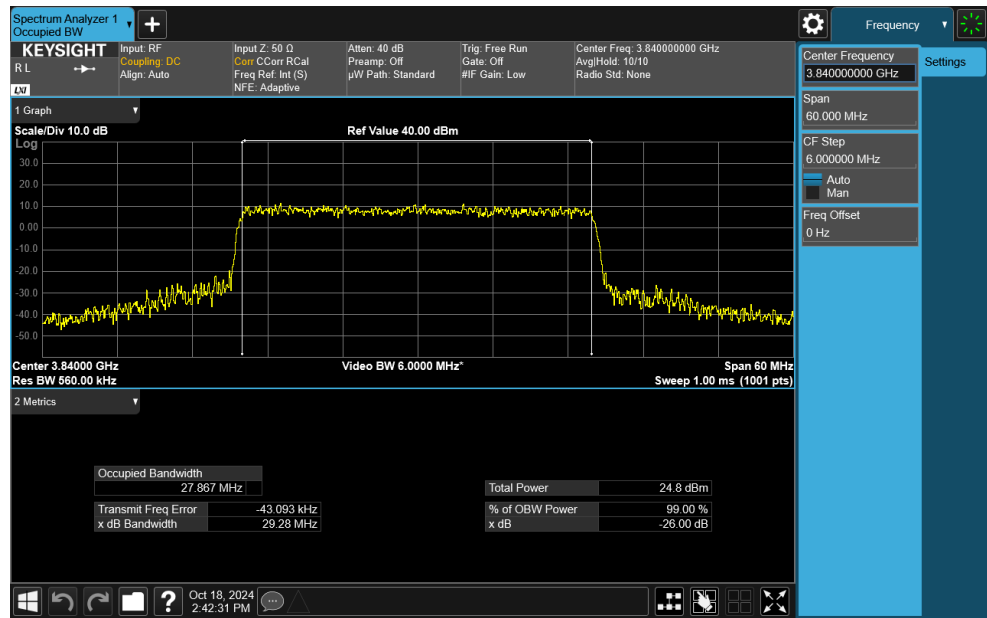 Spectrum Analyzer 1
Occupied BW
Frequency
KEYSIGHT
R L
LXI
Input: RF
Coupling: DC
Align: Auto
Input Z: 50 Ω
Corr CCorr RCal
Freq Ref: Int (S)
NFE: Adaptive
Atten: 40 dB
Preamp: Off
µW Path: Standard
Trig: Free Run
Gate: Off
#IF Gain: Low
Center Freq: 3.840000000 GHz
Avg|Hold: 10/10
Radio Std: None
Center Frequency
3.840000000 GHz
Settings
Span
60.000 MHz
CF Step
6.000000 MHz
Auto
Man
Freq Offset
0 Hz
1 Graph
Scale/Div 10.0 dB
Ref Value 40.00 dBm
Log
30.0
20.0
10.0
0.00
-10.0
-20.0
-30.0
-40.0
-50.0
Center 3.84000 GHz
Video BW 6.0000 MHz*
Span 60 MHz
Res BW 560.00 kHz
Sweep 1.00 ms (1001 pts)
2 Metrics
Occupied Bandwidth
27.867 MHz
Total Power 24.8 dBm
Transmit Freq Error -43.093 kHz
% of OBW Power 99.00 %
x dB Bandwidth 29.28 MHz
x dB -26.00 dB
?
Oct 18, 2024
2:42:31 PM